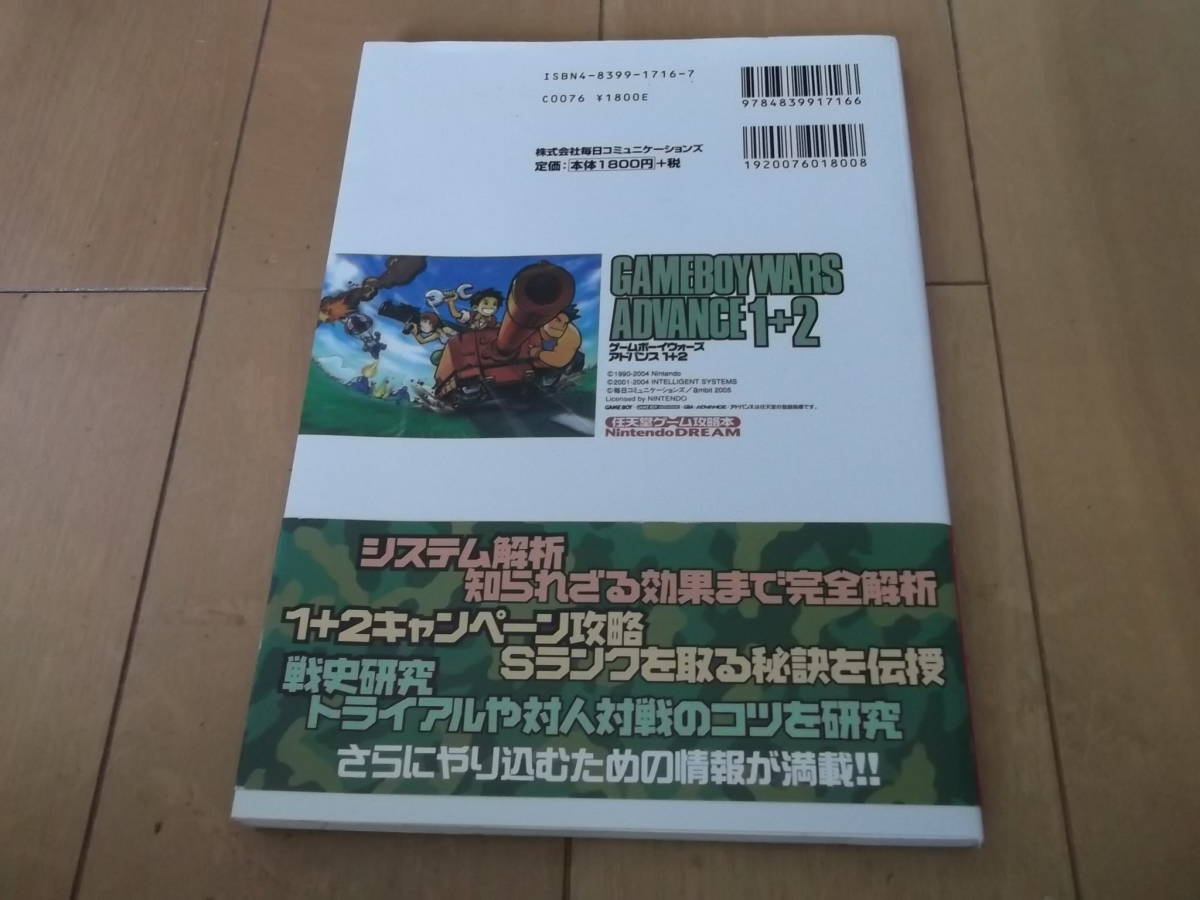 ISBN4-8399-1716-7
C0076 ¥1800E
9784839917166
株式会社毎日コミュニケーションズ
定価:本体1800円+税
1920076018008
GAMEBOYWARS
ADVANCE1+2
ゲームボーイウォーズ
アドバンス1+2
©1990-2004 Nintendo
©2001-2004 INTELLIGENT SYSTEMS
©毎日コミュニケーションズ/ambit 2005
Licensed by NINTENDO
任天堂ゲーム攻略本
Nintendo DREAM
システム解析
知られざる効果まで完全解析
1+2キャンペーン攻略
Sランクを取る秘訣を伝授
戦史研究
トライアルや対人対戦のコツを研究
さらにやり込むための情報が満載!!